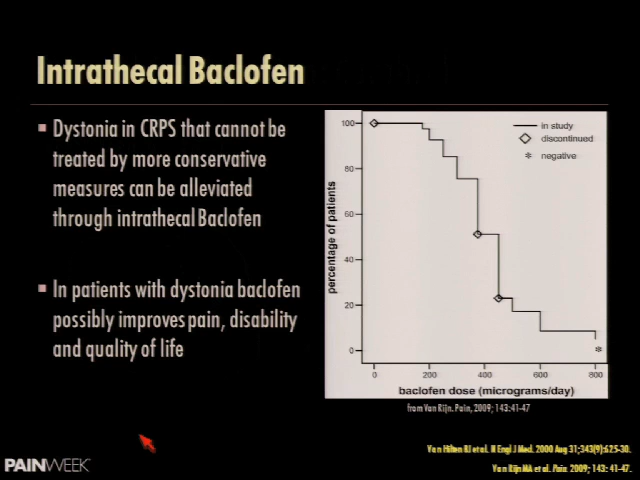 Intrathecal Baclofen
▪ Dystonia in CRPS that cannot be
treated by more conservative
measures can be alleviated
through intrathecal Baclofen
▪ In patients with dystonia baclofen
possibly improves pain, disability
and quality of life
in study
discontinued
negative
percentage of patients
100
80
60
40
20
0
0 200 400 600 800
baclofen dose (micrograms/day)
from Van Rijn. Pain, 2009; 143:41-47
Van Hilten BJ et al. N Engl J Med. 2000 Aug 31;343(9):625-30.
Van Rijn MA et al. Pain 2009; 143: 41-47.
PAINWEEK